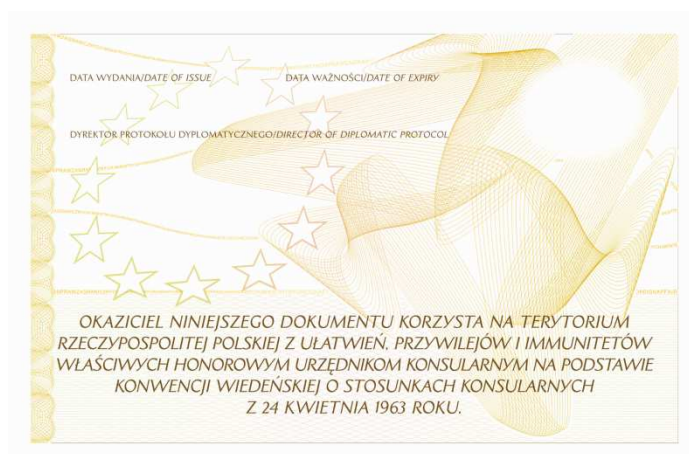 DATA WYDANIA/DATE OF ISSUE DATA WAŻNOŚCI/DATE OF EXPIRY
DYREKTOR PROTOKOŁU DYPLOMATYCZNEGO/DIRECTOR OF DIPLOMATIC PROTOCOL
OKAZICIEL NINIEJSZEGO DOKUMENTU KORZYSTA NA TERYTORIUM
RZECZYPOSPOLITEJ POLSKIEJ Z UŁATWIEŃ, PRZYWILEJÓW I IMMUNITETÓW
WŁAŚCIWYCH HONOROWYM URZĘDNIKOM KONSULARNYM NA PODSTAWIE
KONWENCJI WIEDEŃSKIEJ O STOSUNKACH KONSULARNYCH
Z 24 KWIETNIA 1963 ROKU.